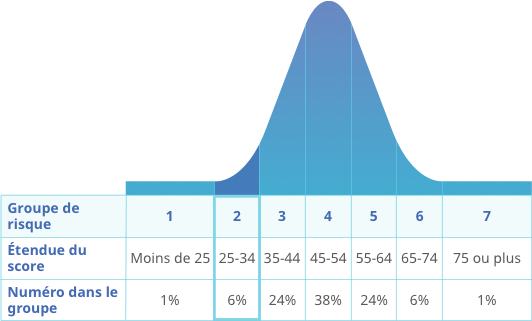 Groupe de
risque
1 2 3 4 5 6 7
Étendue du
score
Moins de 25 25-34 35-44 45-54 55-64 65-74 75 ou plus
Numéro dans le
groupe
1% 6% 24% 38% 24% 6% 1%